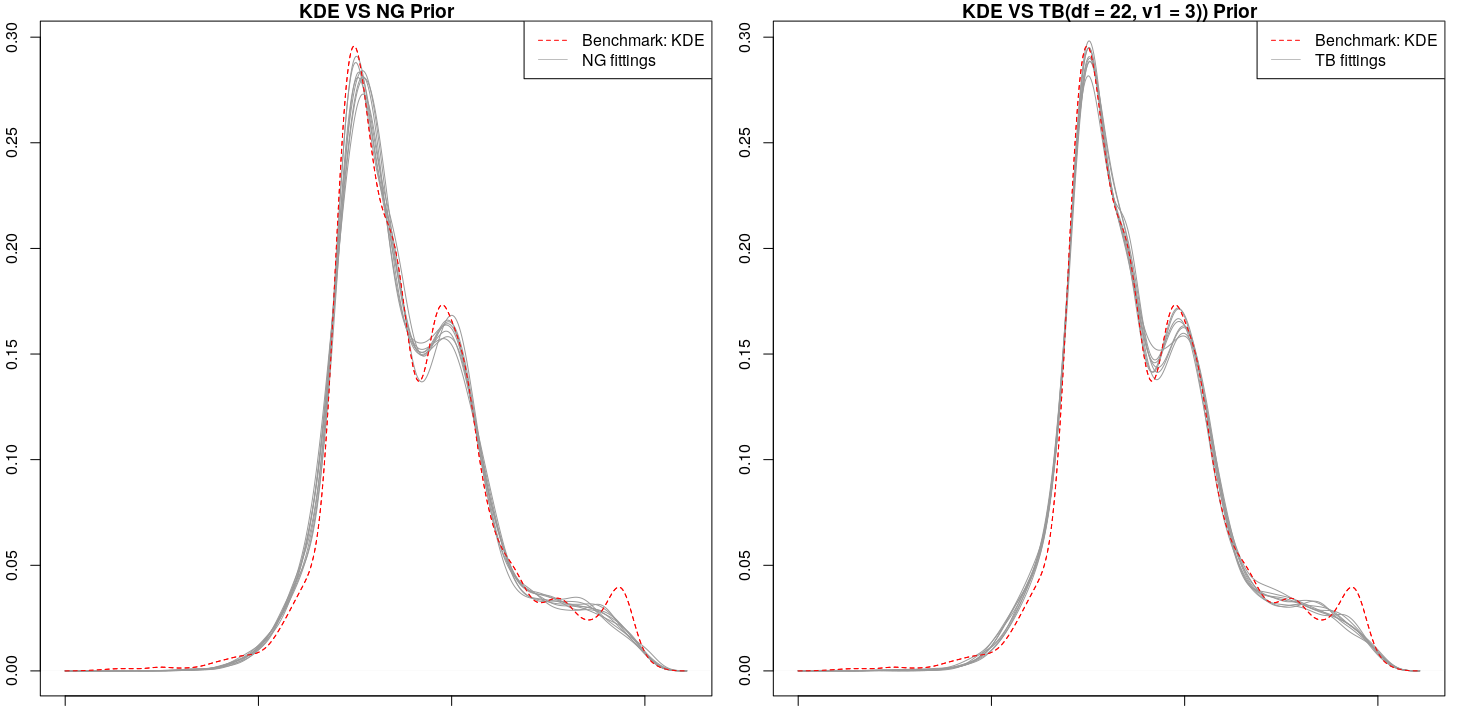 KDE VS NG Prior
0.30
0.25
0.20
0.15
0.10
0.05
0.00
Benchmark: KDE
NG fittings
KDE VS TB(df = 22, v1 = 3)) Prior
0.30
0.25
0.20
0.15
0.10
0.05
0.00
Benchmark: KDE
TB fittings